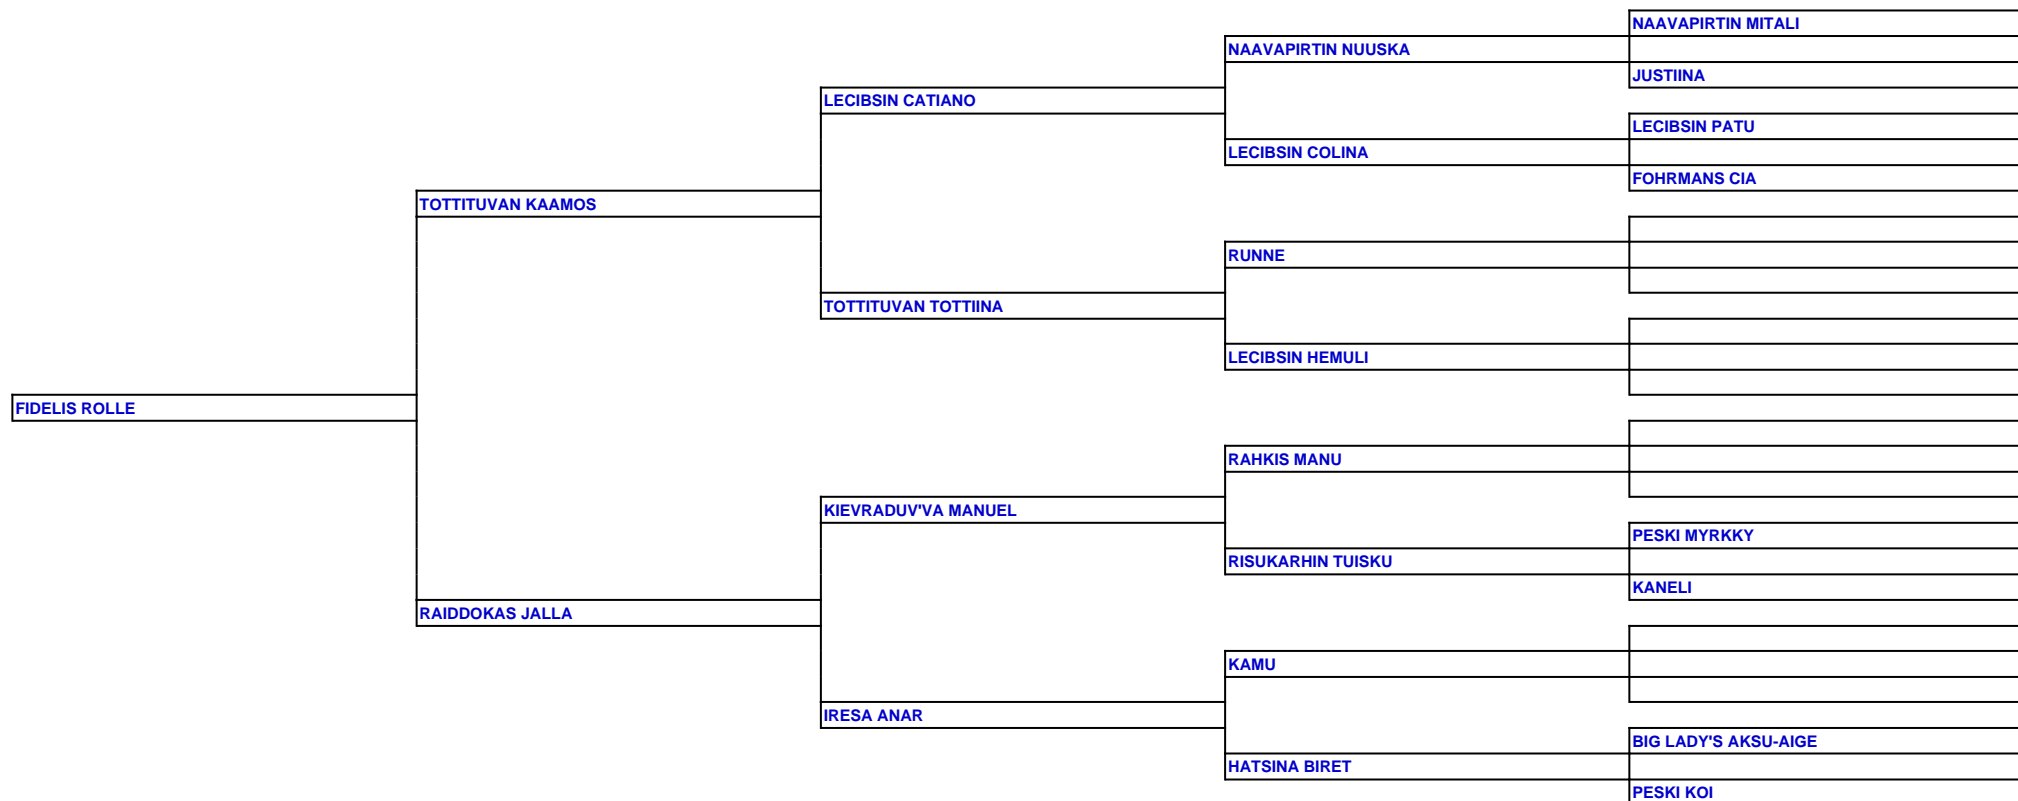 NAAVAPIRTIN MITALI
NAAVAPIRTIN NUUSKA
JUSTIINA
LECIBSIN CATIANO
LECIBSIN PATU
LECIBSIN COLINA
FOHRMANS CIA
TOTTITUVAN KAAMOS
RUNNE
TOTTITUVAN TOTTIINA
LECIBSIN HEMULI
FIDELIS ROLLE
RAHKIS MANU
KIEVRADUV'VA MANUEL
PESKI MYRKKY
RISUKARHIN TUISKU
KANELI
RAIDDOKAS JALLA
KAMU
IRESA ANAR
BIG LADY'S AKSU-AIGE
HATSINA BIRET
PESKI KOI